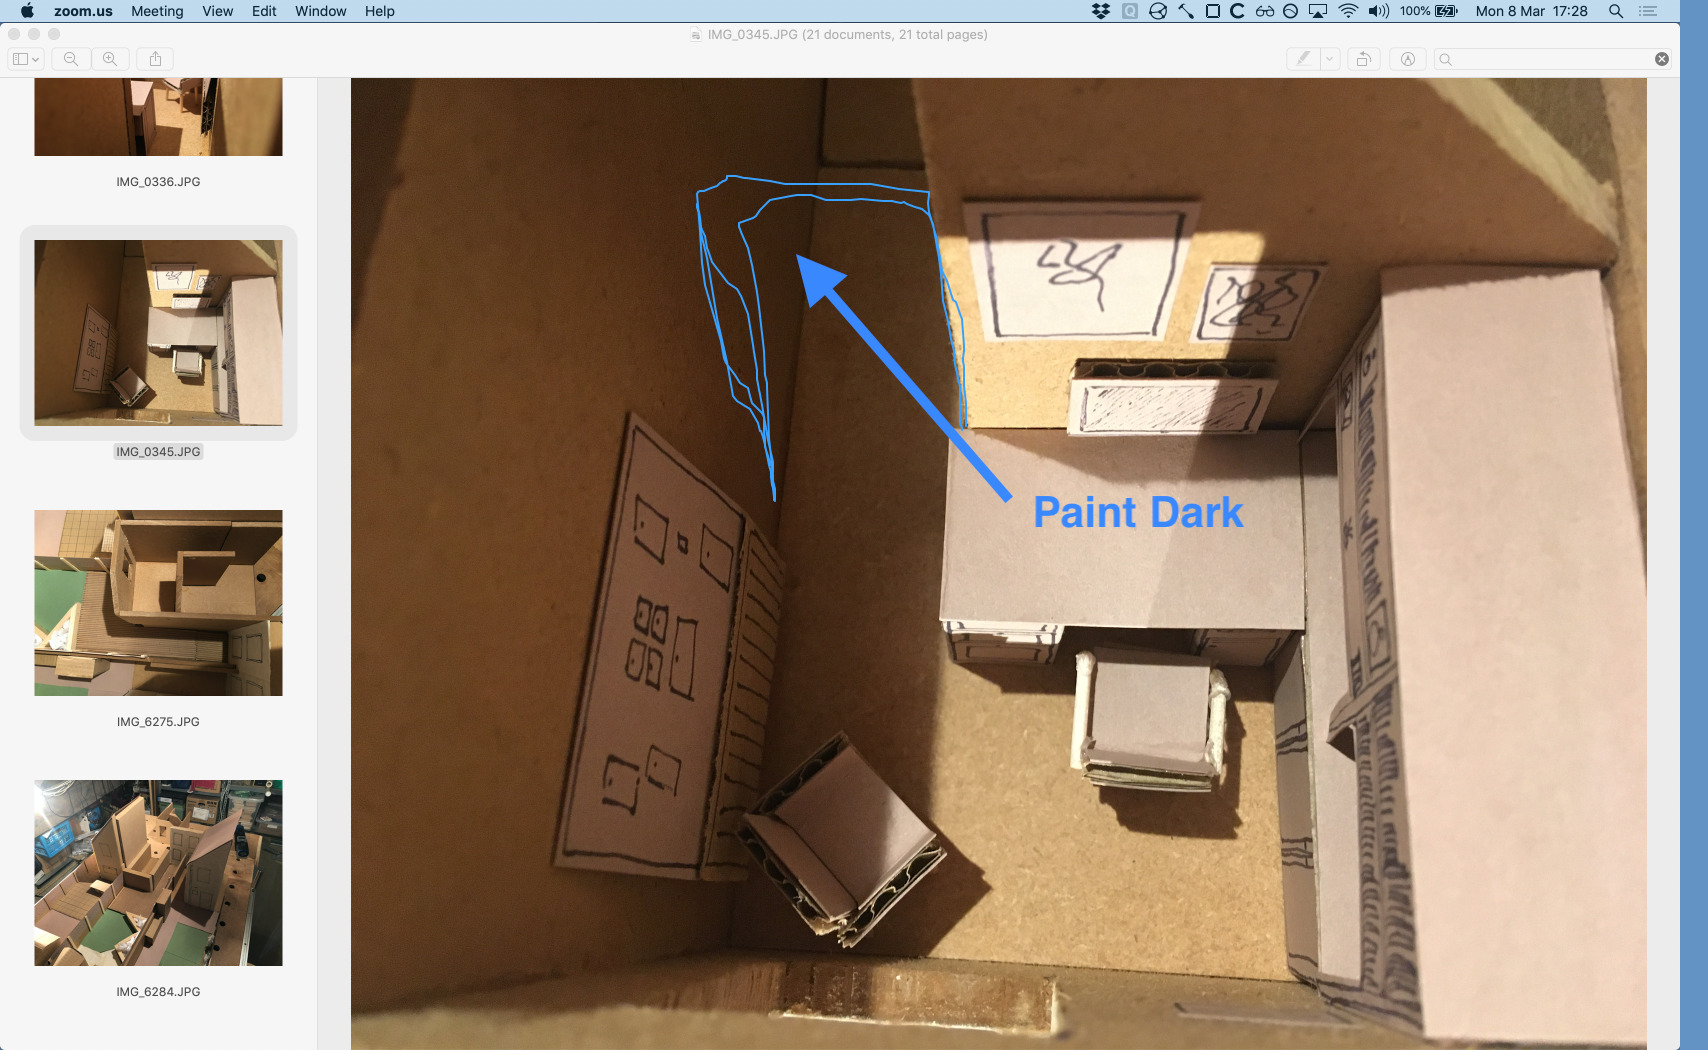 zoom.us Meeting View Edit Window Help 100% Mon 8 Mar 17:28
IMG_0345.JPG (21 documents, 21 total pages)
IMG_0336.JPG
IMG_0345.JPG
IMG_6275.JPG
IMG_6284.JPG
Paint Dark